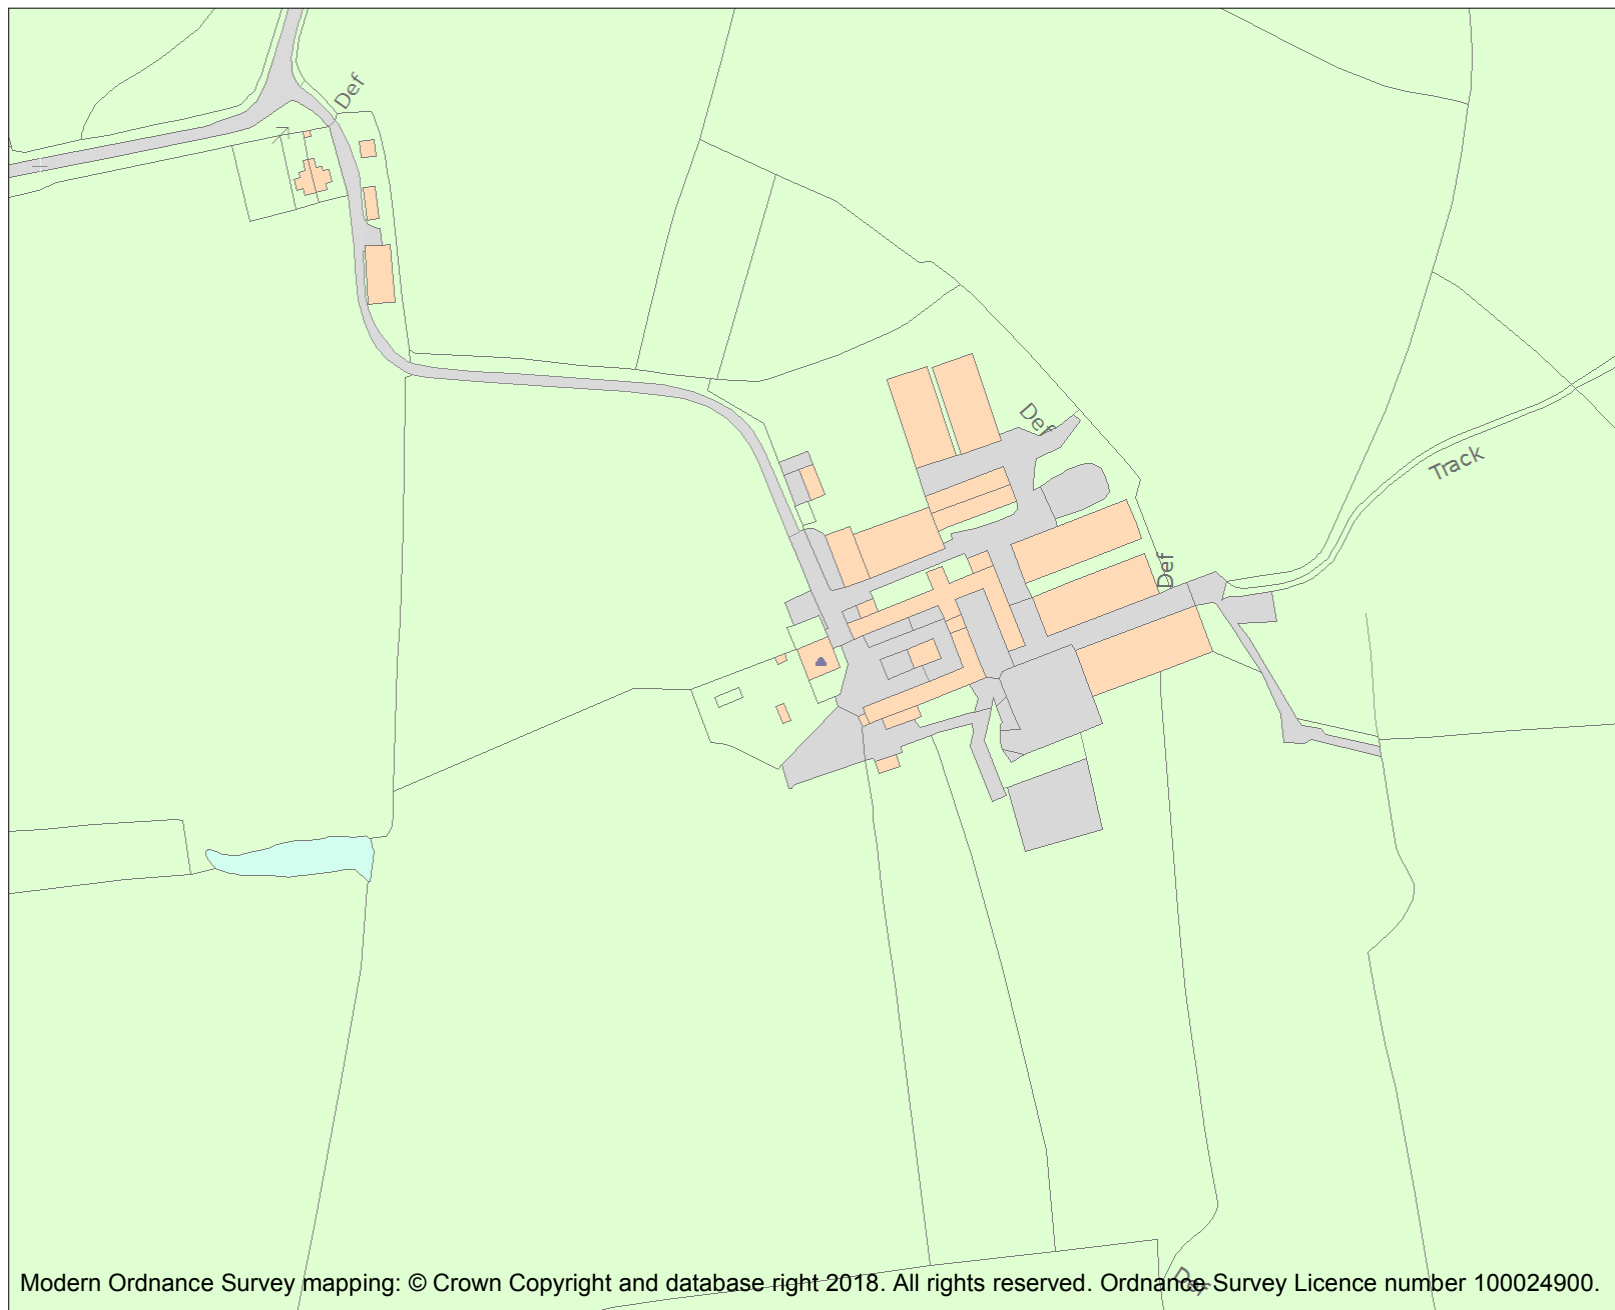 Def
Def
Track
Def
Def
Modern Ordnance Survey mapping: © Crown Copyright and database right 2018. All rights reserved. Ordnance Survey Licence number 100024900.